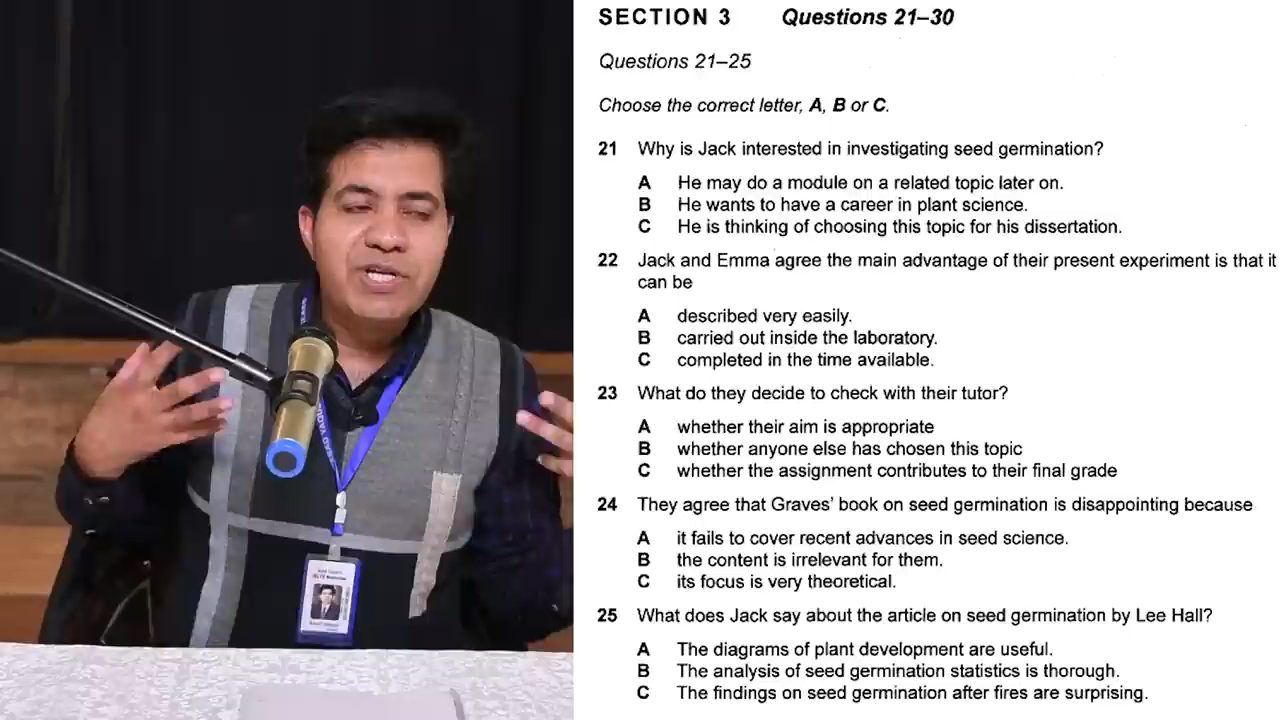 SECTION 3 Questions 21–30
Questions 21–25
Choose the correct letter, A, B or C.
21 Why is Jack interested in investigating seed germination?
A He may do a module on a related topic later on.
B He wants to have a career in plant science.
C He is thinking of choosing this topic for his dissertation.
22 Jack and Emma agree the main advantage of their present experiment is that it
can be
A described very easily.
B carried out inside the laboratory.
C completed in the time available.
23 What do they decide to check with their tutor?
A whether their aim is appropriate
B whether anyone else has chosen this topic
C whether the assignment contributes to their final grade
24 They agree that Graves’ book on seed germination is disappointing because
A it fails to cover recent advances in seed science.
B the content is irrelevant for them.
C its focus is very theoretical.
25 What does Jack say about the article on seed germination by Lee Hall?
A The diagrams of plant development are useful.
B The analysis of seed germination statistics is thorough.
C The findings on seed germination after fires are surprising.